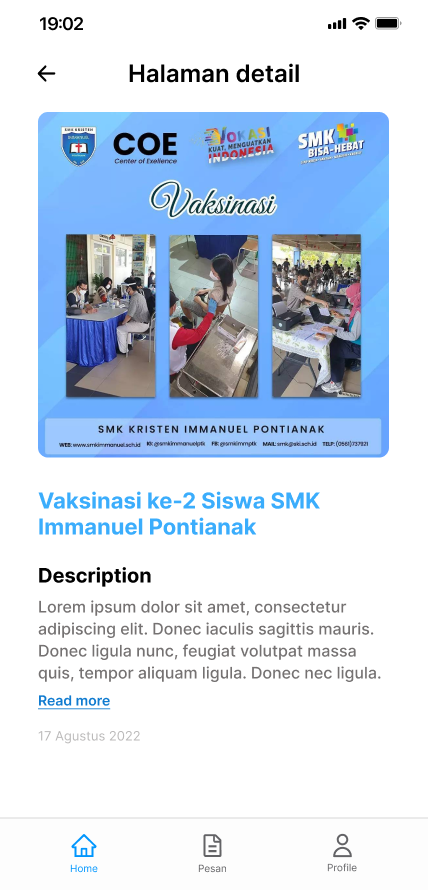 19:02
Halaman detail
SMK KRISTEN
IMMANUEL
COE
Center of Exellence
VOKASI
KUAT, MENGUATKAN
INDONESIA
SMK
BISA-HEBAT
Vaksinasi
SMK KRISTEN IMMANUEL PONTIANAK
WEB: www.smkimmanuel.sch.id IG: @smkimmanuelptk FB: @smkimmptk MAIL: smk@ski.sch.id TELP: (0561)737921
Vaksinasi ke-2 Siswa SMK
Immanuel Pontianak
Description
Lorem ipsum dolor sit amet, consectetur
adipiscing elit. Donec iaculis sagittis mauris.
Donec ligula nunc, feugiat volutpat massa
quis, tempor aliquam ligula. Donec nec ligula.
Read more
17 Agustus 2022
Home
Pesan
Profile